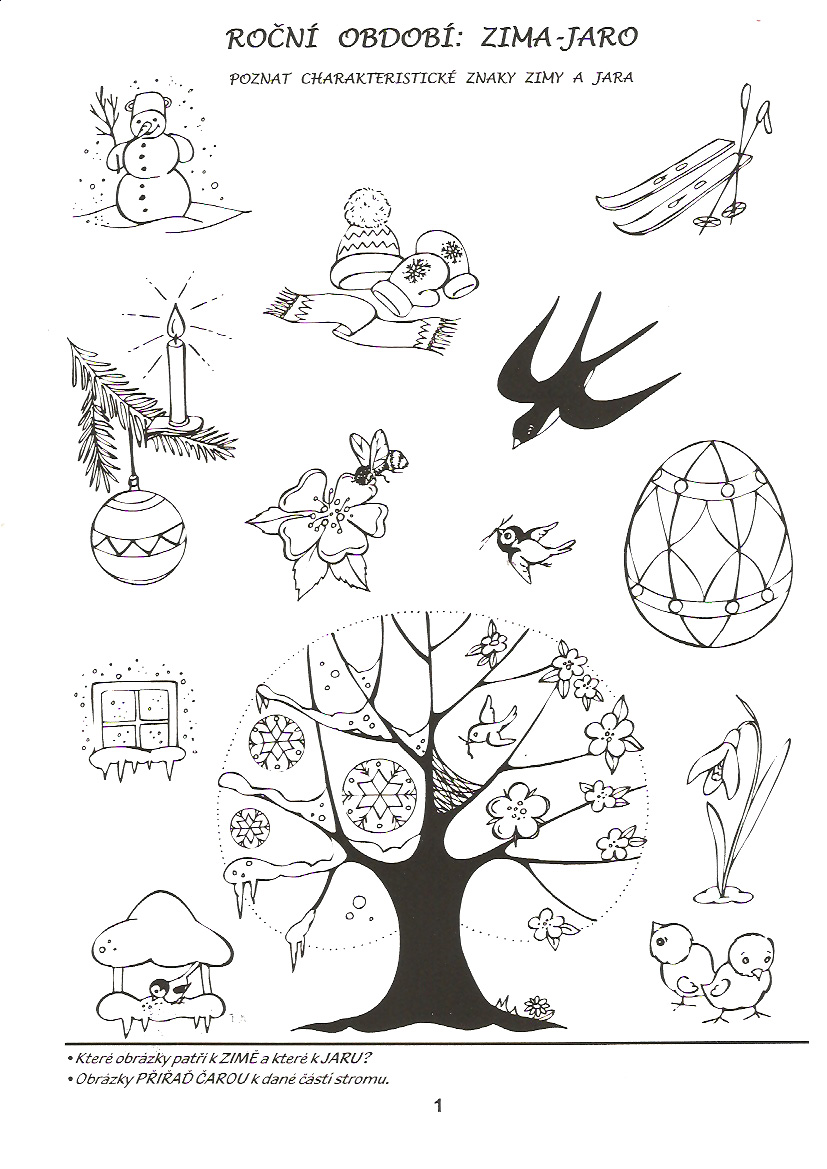 ROČNÍ OBDOBÍ: ZIMA-JARO
POZNAT CHARAKTERISTICKÉ ZNAKY ZIMY A JARA
• Které obrázky patří k ZIMĚ a které k JARU?
• Obrázky PŘIŘAĎ ČAROU k dané částí stromu.
1